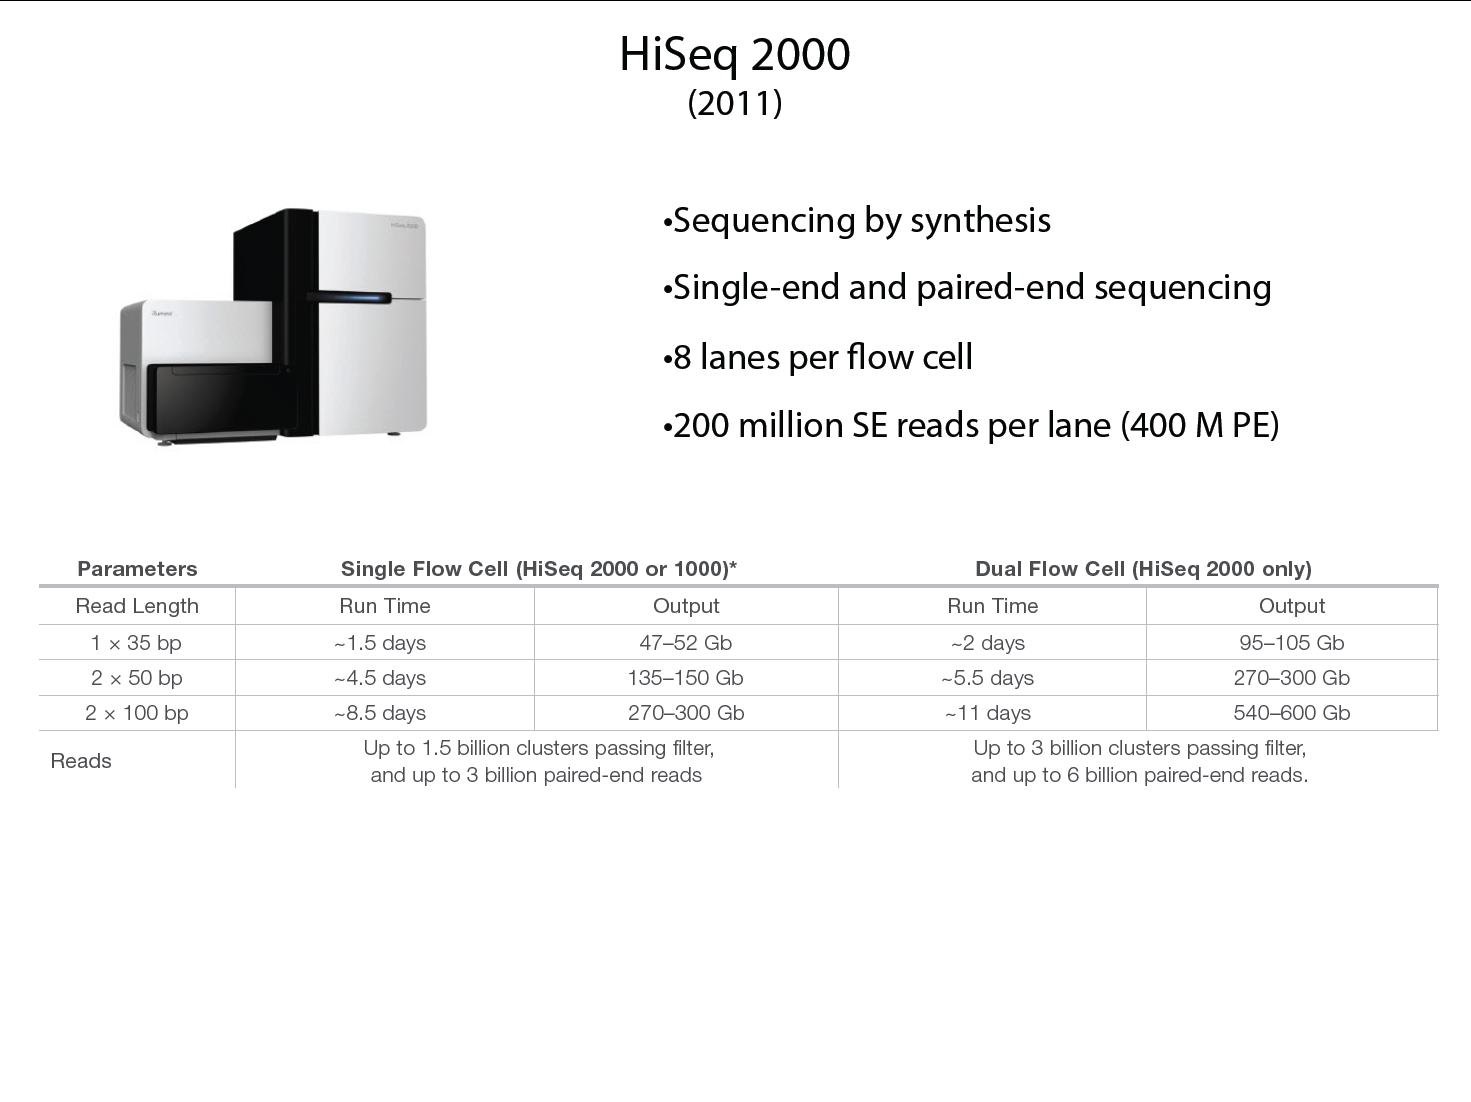 HiSeq 2000
(2011)
HiSeq 2000
illumina
•Sequencing by synthesis
•Single-end and paired-end sequencing
•8 lanes per flow cell
•200 million SE reads per lane (400 M PE)
Parameters Single Flow Cell (HiSeq 2000 or 1000)* Dual Flow Cell (HiSeq 2000 only)
Read Length Run Time Output Run Time Output
1 × 35 bp ~1.5 days 47–52 Gb ~2 days 95–105 Gb
2 × 50 bp ~4.5 days 135–150 Gb ~5.5 days 270–300 Gb
2 × 100 bp ~8.5 days 270–300 Gb ~11 days 540–600 Gb
Reads Up to 1.5 billion clusters passing filter, Up to 3 billion clusters passing filter,
and up to 3 billion paired-end reads and up to 6 billion paired-end reads.